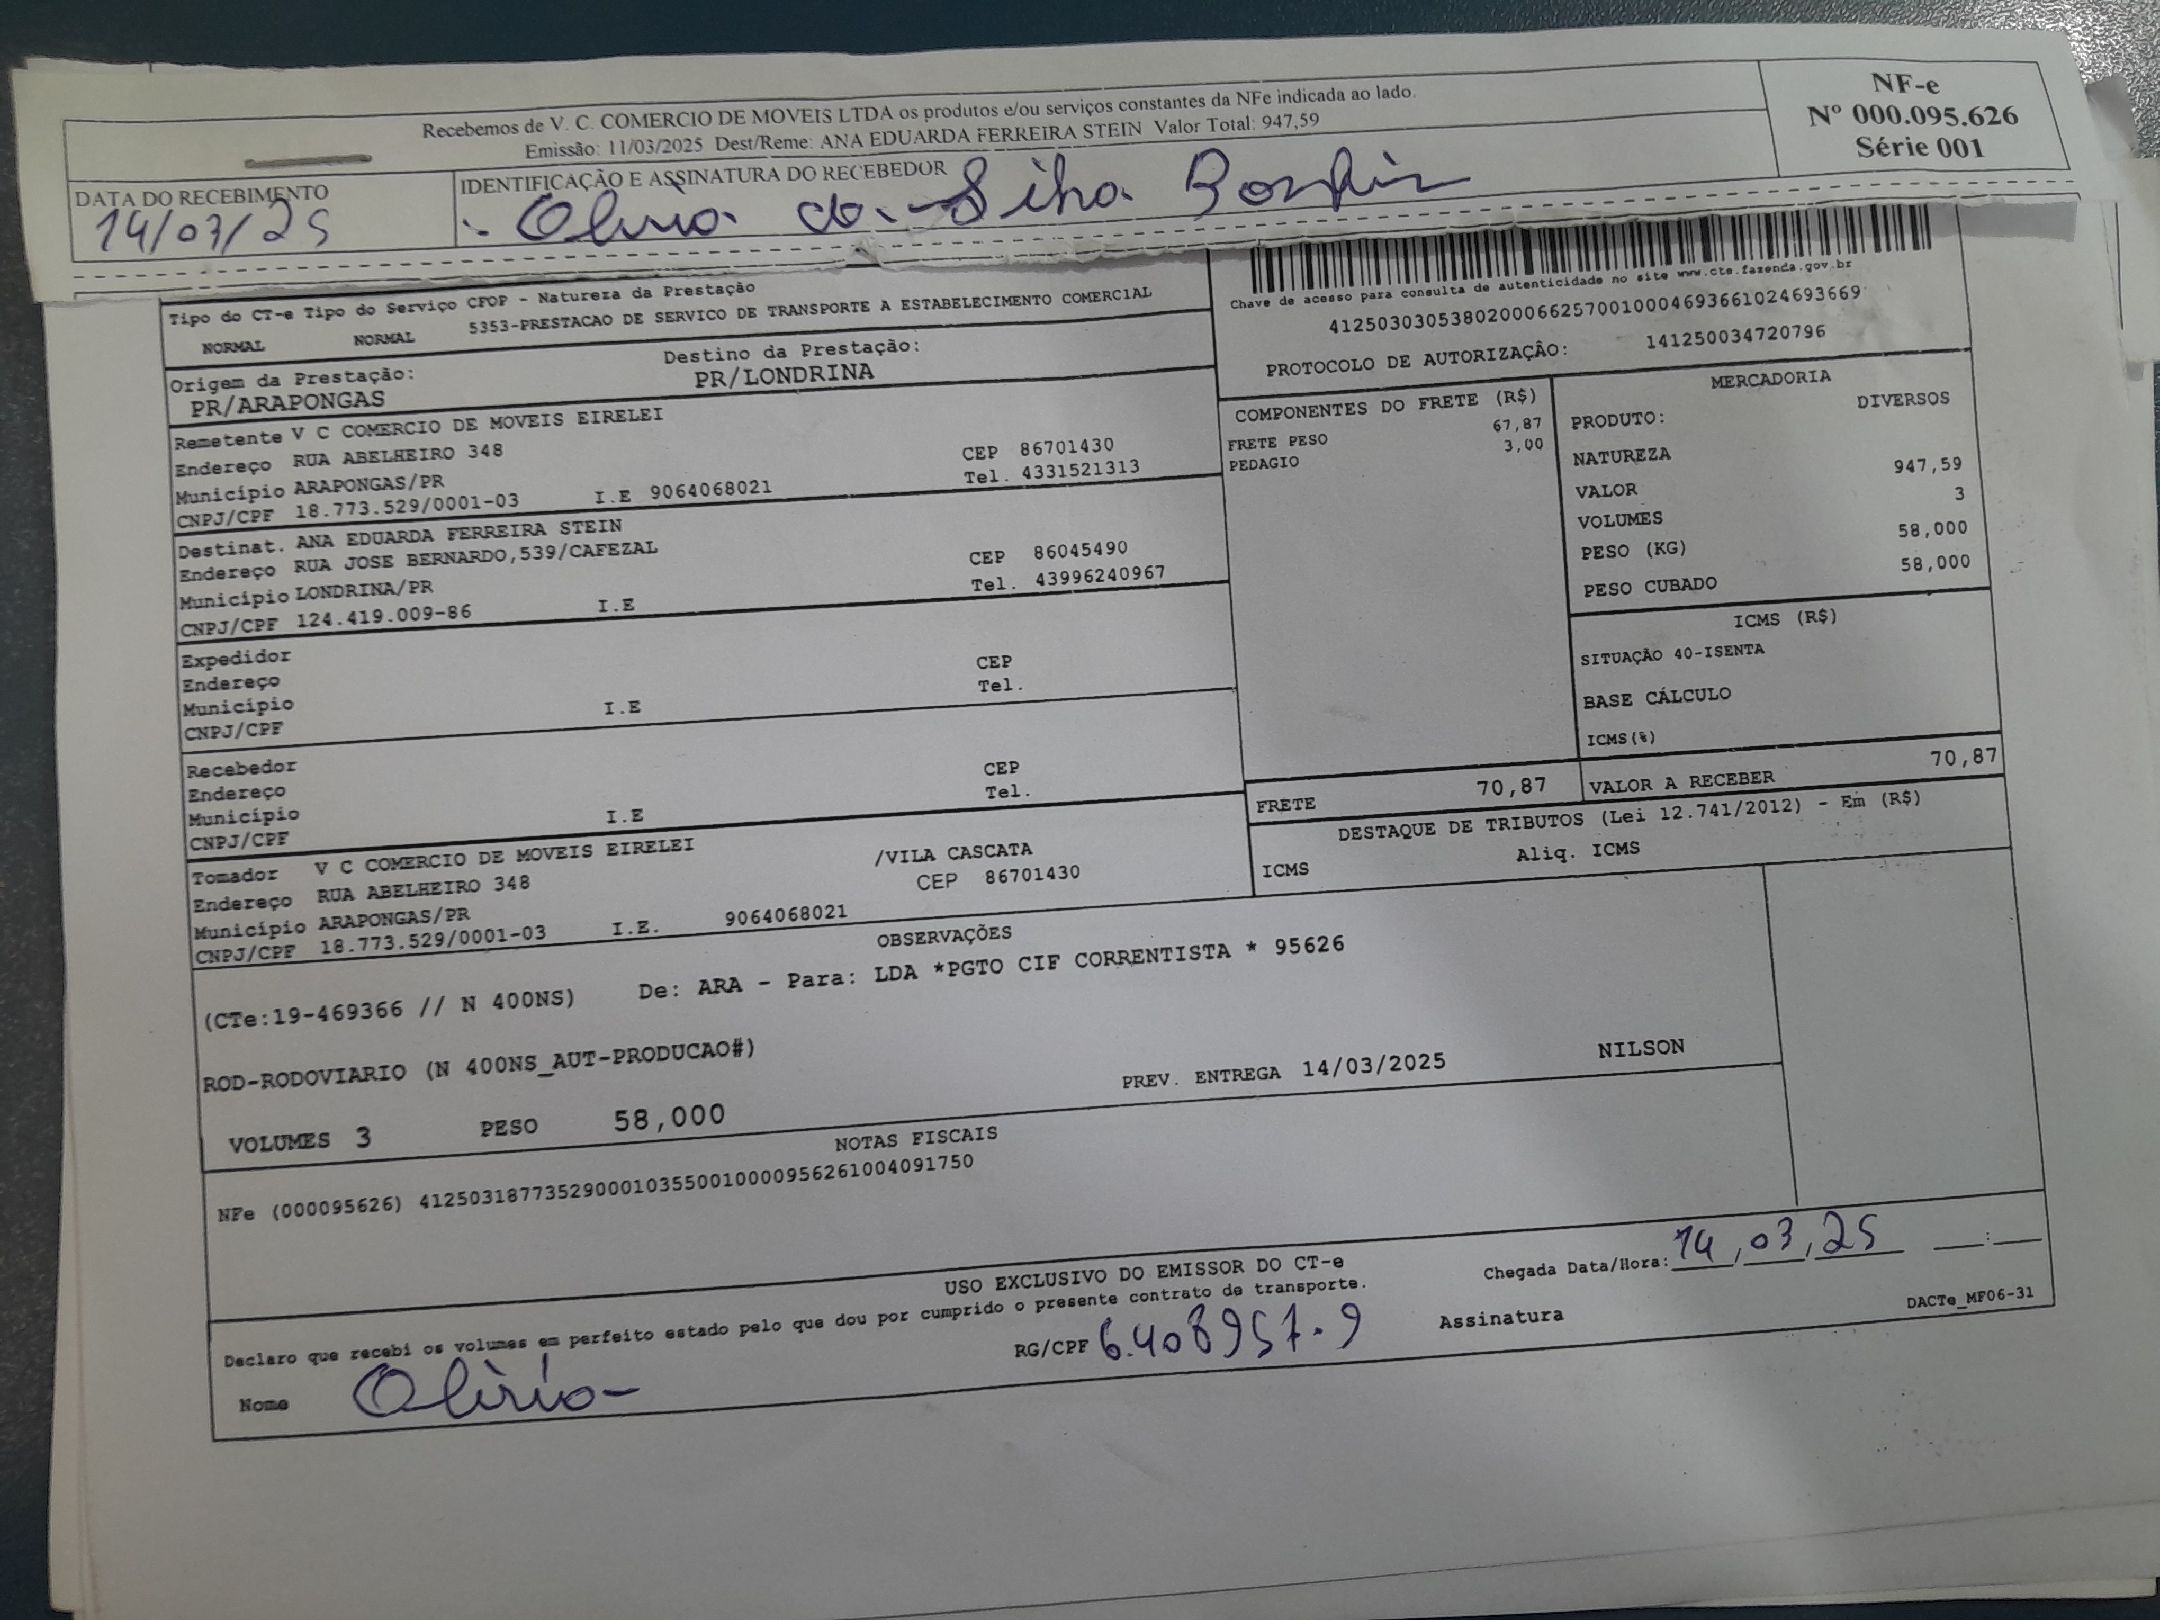 Recebemos de V. C. COMERCIO DE MOVEIS LTDA os produtos e/ou serviços constantes da NFe indicada ao lado.
Emissão: 11/03/2025 Dest/Reme: ANA EDUARDA FERREIRA STEIN Valor Total: 947,59
NF-e
Nº 000.095.626
Série 001
DATA DO RECEBIMENTO
14/03/25
IDENTIFICAÇÃO E ASSINATURA DO RECEBEDOR
da Silva
Tipo do CT-e Tipo do Serviço CFOP - Natureza da Prestação
NORMAL NORMAL 5353-PRESTACAO DE SERVICO DE TRANSPORTE A ESTABELECIMENTO COMERCIAL
Origem da Prestação: Destino da Prestação:
PR/ARAPONGAS PR/LONDRINA
Chave de acesso para consulta de autenticidade no site www.cte.fazenda.gov.br
41250303053802000662570010004693661024693669
PROTOCOLO DE AUTORIZAÇÃO: 141250034720796
Remetente V C COMERCIO DE MOVEIS EIRELEI
Endereço RUA ABELHEIRO 348 CEP 86701430
Município ARAPONGAS/PR Tel. 4331521313
CNPJ/CPF 18.773.529/0001-03 I.E 9064068021
Destinat. ANA EDUARDA FERREIRA STEIN
Endereço RUA JOSE BERNARDO,539/CAFEZAL CEP 86045490
Município LONDRINA/PR Tel. 43996240967
CNPJ/CPF 124.419.009-86 I.E
Expedidor
Endereço CEP
Município Tel.
CNPJ/CPF I.E
Recebedor
Endereço CEP
Município Tel.
CNPJ/CPF I.E
Tomador V C COMERCIO DE MOVEIS EIRELEI
Endereço RUA ABELHEIRO 348 /VILA CASCATA
Município ARAPONGAS/PR CEP 86701430
CNPJ/CPF 18.773.529/0001-03 I.E. 9064068021
COMPONENTES DO FRETE (R$)
FRETE PESO 67,87
PEDAGIO 3,00
MERCADORIA
PRODUTO: DIVERSOS
NATUREZA
VALOR 947,59
VOLUMES 3
PESO (KG) 58,000
PESO CUBADO 58,000
ICMS (R$)
SITUAÇÃO 40-ISENTA
BASE CÁLCULO
ICMS(%)
FRETE 70,87 VALOR A RECEBER 70,87
DESTAQUE DE TRIBUTOS (Lei 12.741/2012) - Em (R$)
ICMS Aliq. ICMS
OBSERVAÇÕES
(CTe:19-469366 // N 400NS) De: ARA - Para: LDA *PGTO CIF CORRENTISTA * 95626
ROD-RODOVIARIO (N 400NS_AUT-PRODUCAO#)
PREV. ENTREGA 14/03/2025 NILSON
VOLUMES 3 PESO 58,000
NOTAS FISCAIS
NFe (000095626) 41250318773529000103550010000956261004091750
USO EXCLUSIVO DO EMISSOR DO CT-e
Declaro que recebi os volumes em perfeito estado pelo que dou por cumprido o presente contrato de transporte.
Chegada Data/Hora: 14,03,25 __:__
Nome RG/CPF 6.408957-9 Assinatura
DACTe_MF06-31